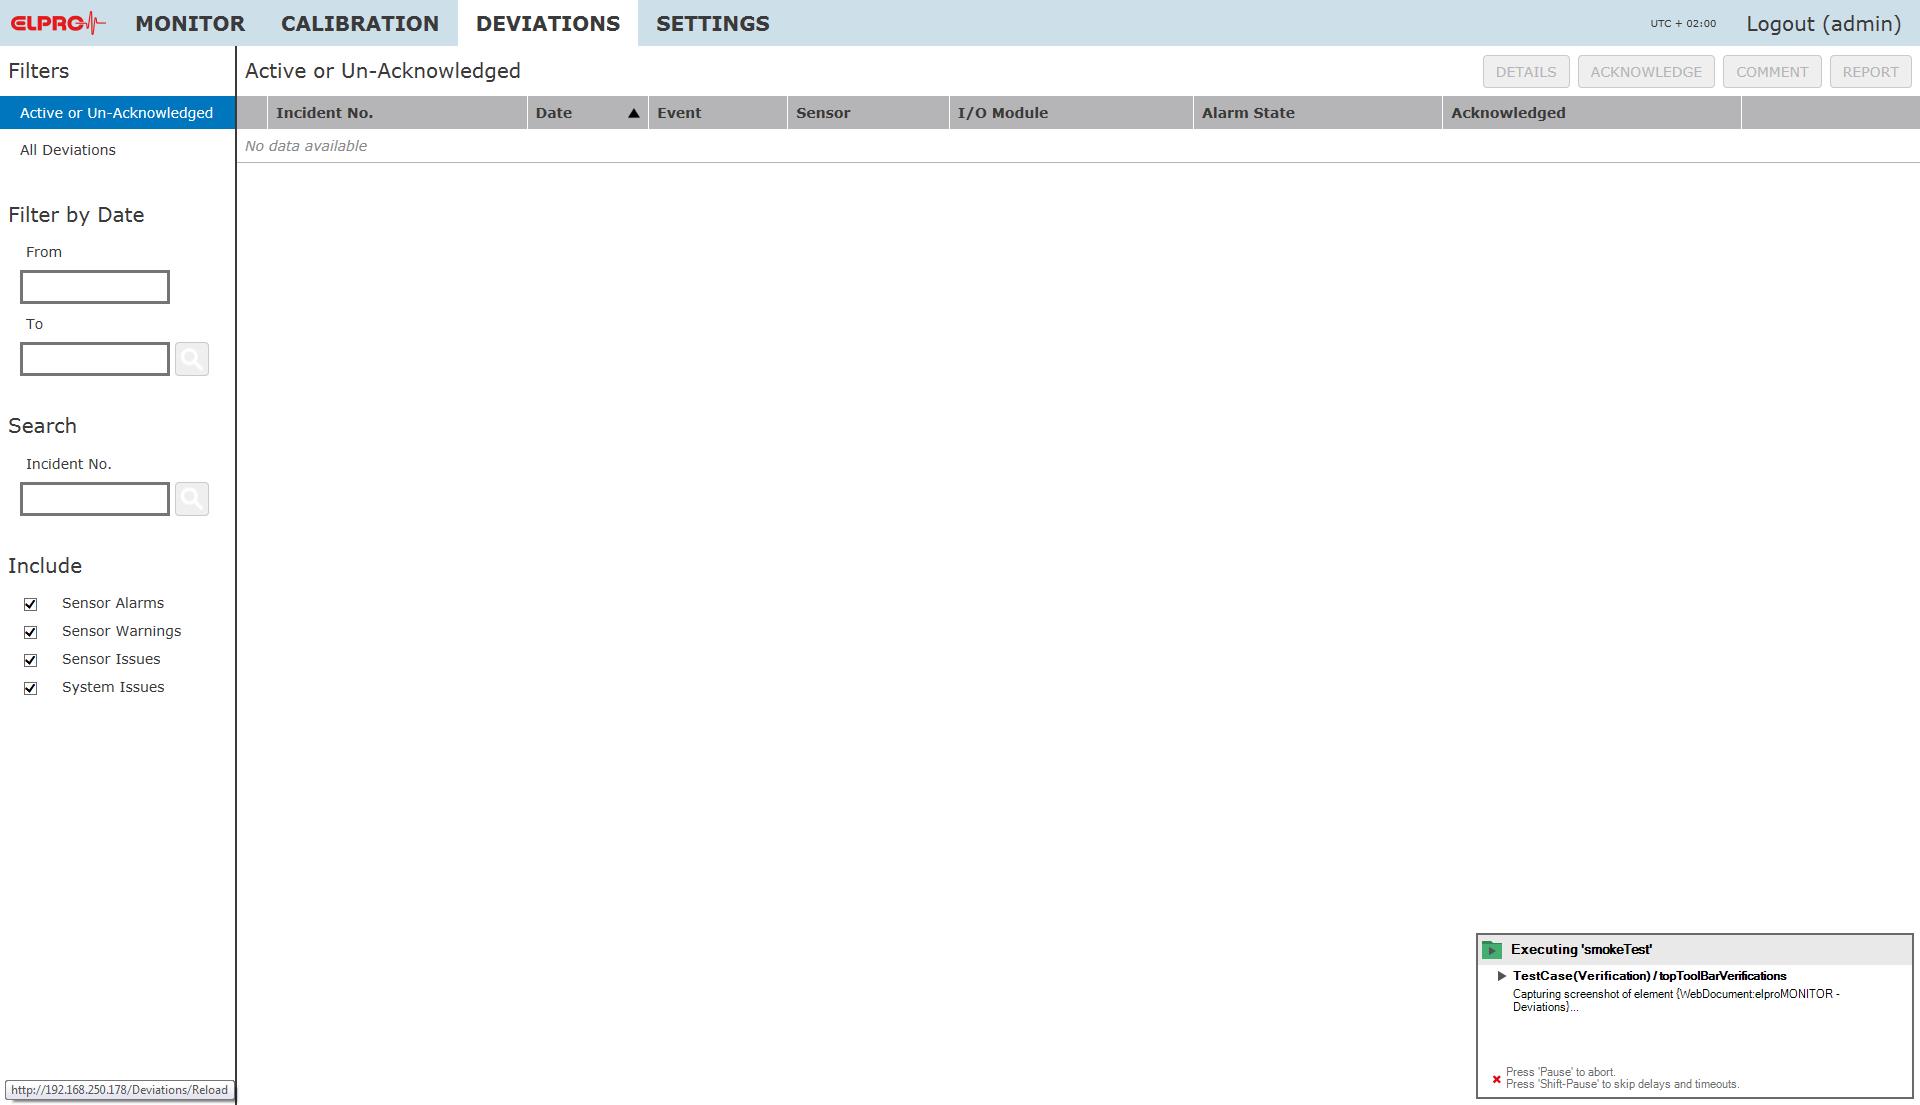 ELPRO MONITOR CALIBRATION DEVIATIONS SETTINGS UTC + 02:00 Logout (admin)
Filters
Active or Un-Acknowledged
All Deviations
Filter by Date
From
To
Search
Incident No.
Include
Sensor Alarms
Sensor Warnings
Sensor Issues
System Issues
Active or Un-Acknowledged DETAILS ACKNOWLEDGE COMMENT REPORT
Incident No. Date Event Sensor I/O Module Alarm State Acknowledged
No data available
Executing 'smokeTest'
TestCase(Verification) / topToolBarVerifications
Capturing screenshot of element {WebDocument:elproMONITOR -
Deviations}...
Press 'Pause' to abort.
Press 'Shift-Pause' to skip delays and timeouts.
http://192.168.250.178/Deviations/Reload